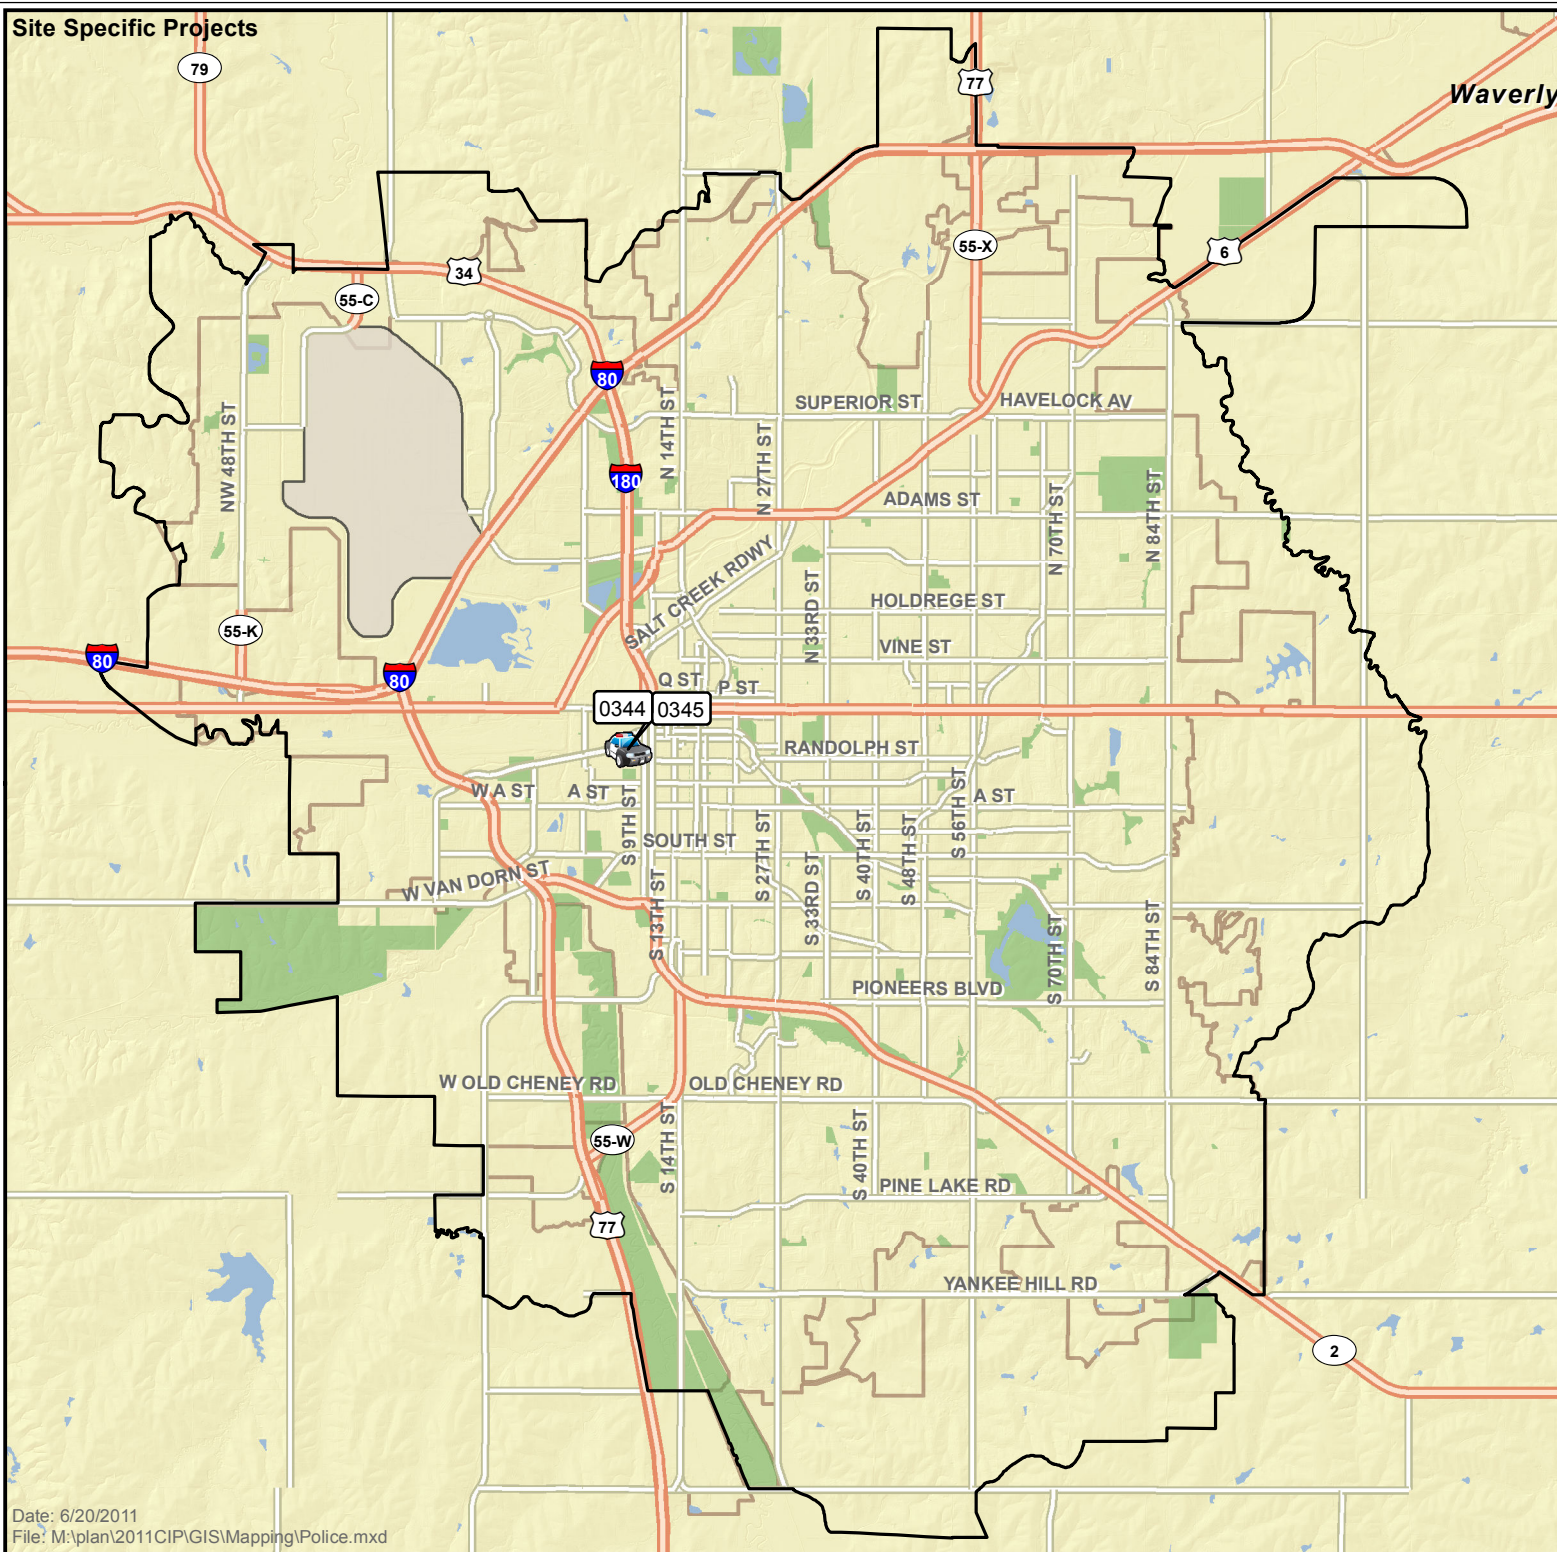 Site Specific Projects
79
77
Waverly
55-X
6
34
55-C
80
SUPERIOR ST
HAVELOCK AV
N 14TH ST
NW 48TH ST
N 27TH ST
180
ADAMS ST
N 70TH ST
N 84TH ST
SALT CREEK RDWY
N 33RD ST
HOLDREGE ST
55-K
VINE ST
80
80
Q ST
P ST
0344
0345
RANDOLPH ST
W A ST
A ST
S 56TH ST
A ST
S 9TH ST
SOUTH ST
S 27TH ST
S 40TH ST
S 48TH ST
W VAN DORN ST
S 33RD ST
S 13TH ST
S 70TH ST
S 84TH ST
PIONEERS BLVD
W OLD CHENEY RD
OLD CHENEY RD
55-W
S 14TH ST
S 40TH ST
PINE LAKE RD
77
YANKEE HILL RD
2
Date: 6/20/2011
File: M:\plan\2011CIP\GIS\Mapping\Police.mxd